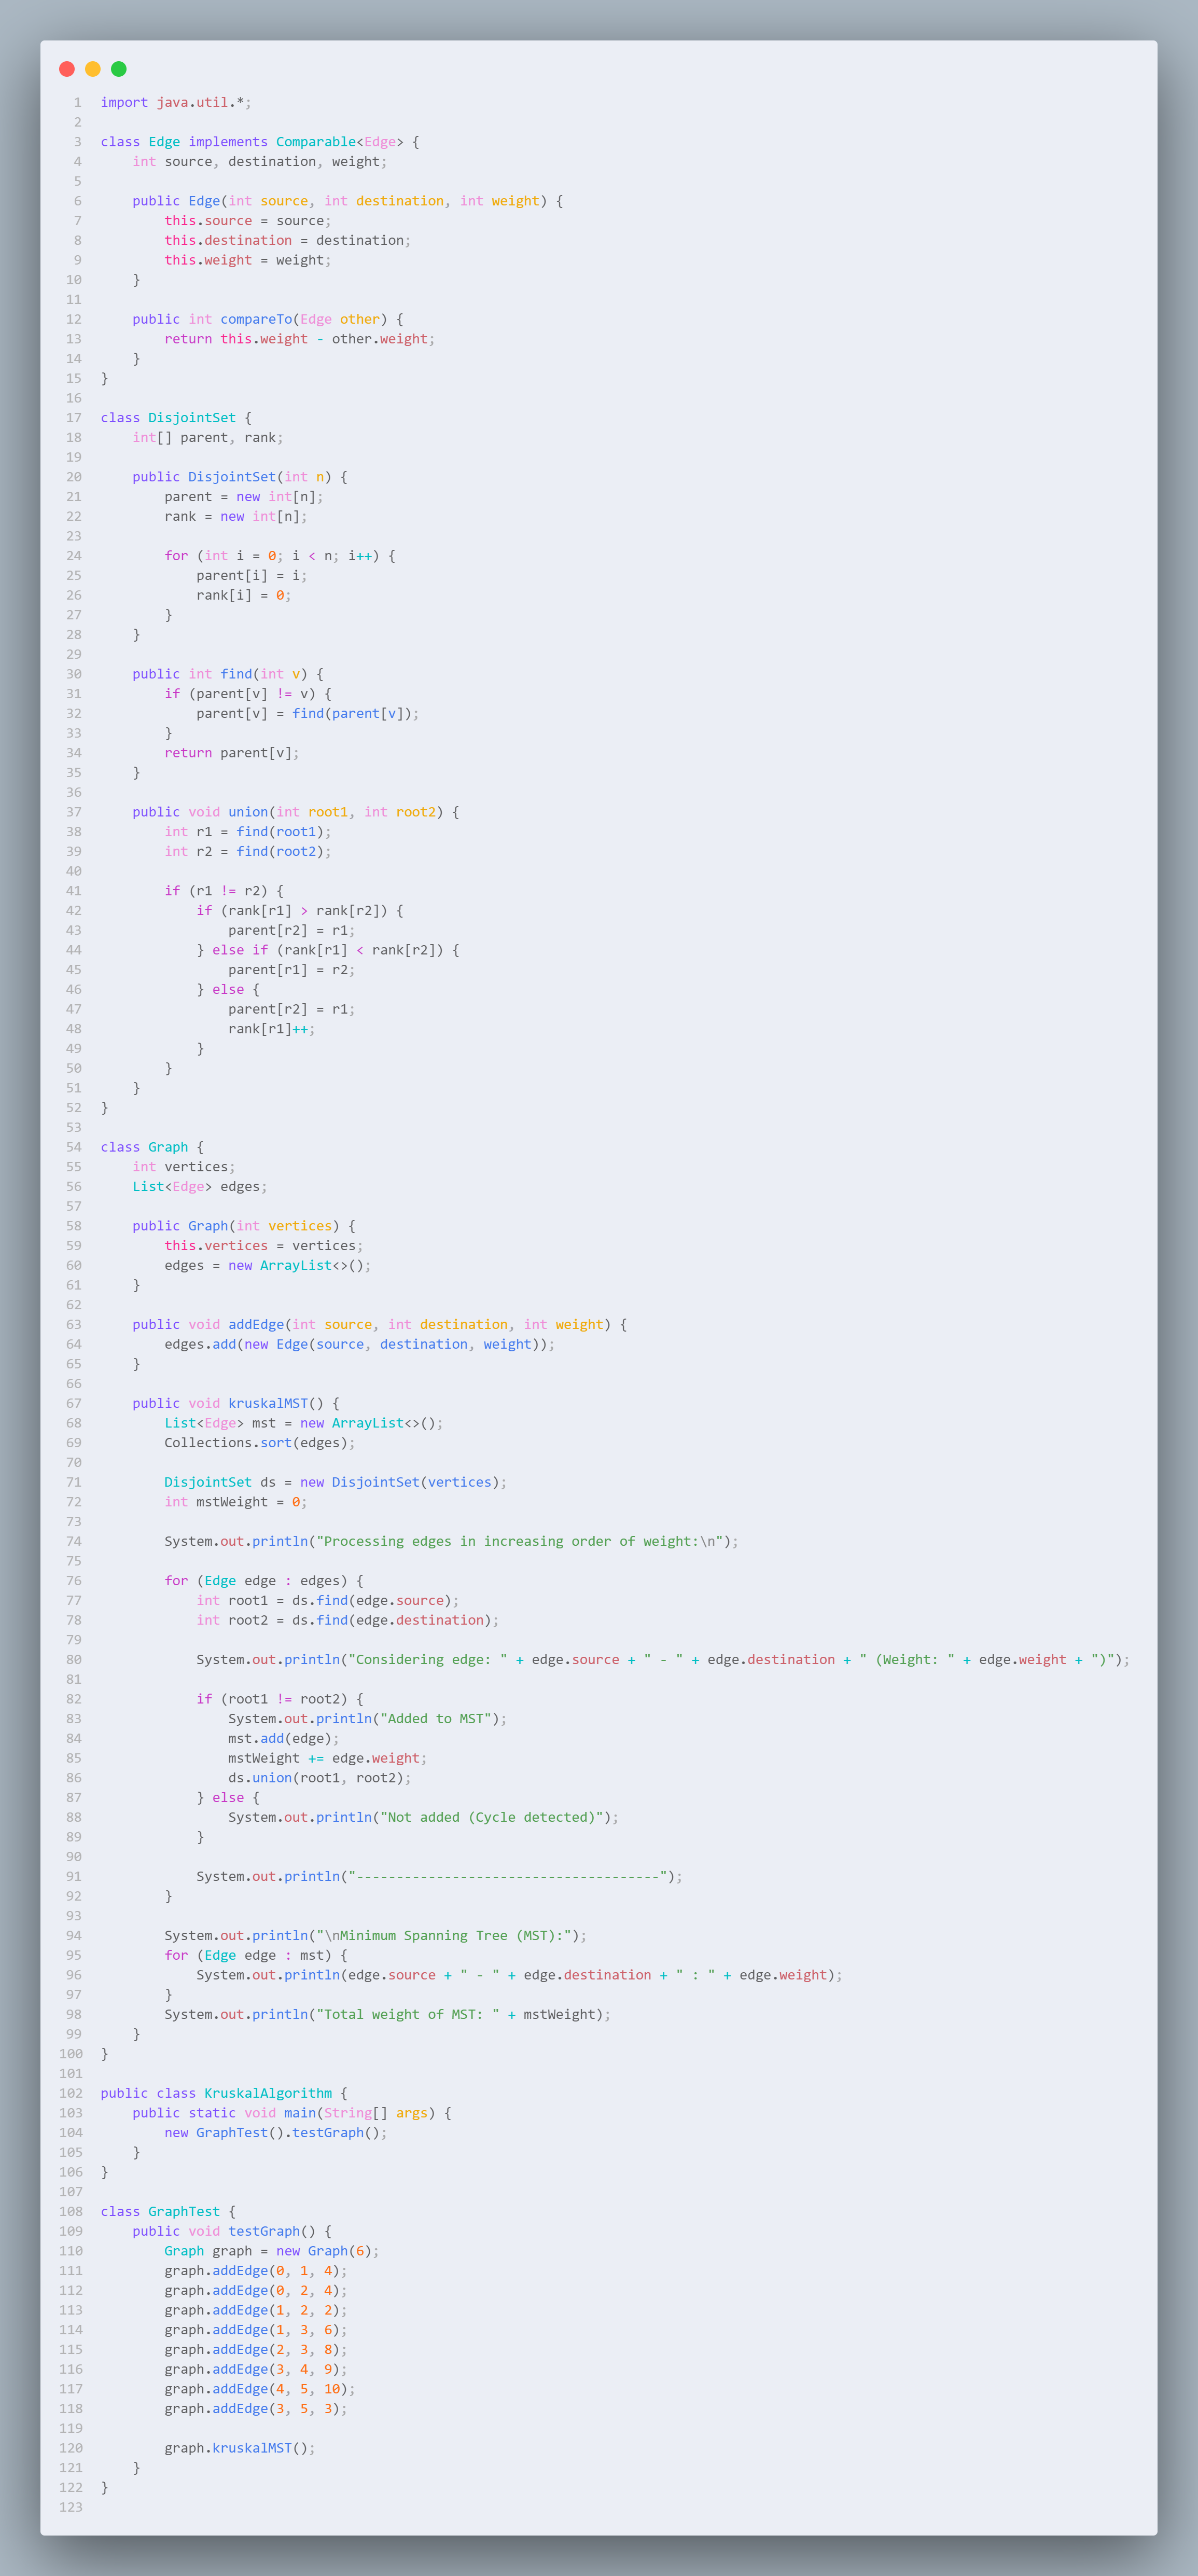 1 import java.util.*;
2
3 class Edge implements Comparable<Edge> {
4     int source, destination, weight;
5
6     public Edge(int source, int destination, int weight) {
7         this.source = source;
8         this.destination = destination;
9         this.weight = weight;
10     }
11
12     public int compareTo(Edge other) {
13         return this.weight - other.weight;
14     }
15 }
16
17 class DisjointSet {
18     int[] parent, rank;
19
20     public DisjointSet(int n) {
21         parent = new int[n];
22         rank = new int[n];
23
24         for (int i = 0; i < n; i++) {
25             parent[i] = i;
26             rank[i] = 0;
27         }
28     }
29
30     public int find(int v) {
31         if (parent[v] != v) {
32             parent[v] = find(parent[v]);
33         }
34         return parent[v];
35     }
36
37     public void union(int root1, int root2) {
38         int r1 = find(root1);
39         int r2 = find(root2);
40
41         if (r1 != r2) {
42             if (rank[r1] > rank[r2]) {
43                 parent[r2] = r1;
44             } else if (rank[r1] < rank[r2]) {
45                 parent[r1] = r2;
46             } else {
47                 parent[r2] = r1;
48                 rank[r1]++;
49             }
50         }
51     }
52 }
53
54 class Graph {
55     int vertices;
56     List<Edge> edges;
57
58     public Graph(int vertices) {
59         this.vertices = vertices;
60         edges = new ArrayList<>();
61     }
62
63     public void addEdge(int source, int destination, int weight) {
64         edges.add(new Edge(source, destination, weight));
65     }
66
67     public void kruskalMST() {
68         List<Edge> mst = new ArrayList<>();
69         Collections.sort(edges);
70
71         DisjointSet ds = new DisjointSet(vertices);
72         int mstWeight = 0;
73
74         System.out.println("Processing edges in increasing order of weight:\n");
75
76         for (Edge edge : edges) {
77             int root1 = ds.find(edge.source);
78             int root2 = ds.find(edge.destination);
79
80             System.out.println("Considering edge: " + edge.source + " - " + edge.destination + " (Weight: " + edge.weight + ")");
81
82             if (root1 != root2) {
83                 System.out.println("Added to MST");
84                 mst.add(edge);
85                 mstWeight += edge.weight;
86                 ds.union(root1, root2);
87             } else {
88                 System.out.println("Not added (Cycle detected)");
89             }
90
91             System.out.println("--------------------------------------");
92         }
93
94         System.out.println("\nMinimum Spanning Tree (MST):");
95         for (Edge edge : mst) {
96             System.out.println(edge.source + " - " + edge.destination + " : " + edge.weight);
97         }
98         System.out.println("Total weight of MST: " + mstWeight);
99     }
100 }
101
102 public class KruskalAlgorithm {
103     public static void main(String[] args) {
104         new GraphTest().testGraph();
105     }
106 }
107
108 class GraphTest {
109     public void testGraph() {
110         Graph graph = new Graph(6);
111         graph.addEdge(0, 1, 4);
112         graph.addEdge(0, 2, 4);
113         graph.addEdge(1, 2, 2);
114         graph.addEdge(1, 3, 6);
115         graph.addEdge(2, 3, 8);
116         graph.addEdge(3, 4, 9);
117         graph.addEdge(4, 5, 10);
118         graph.addEdge(3, 5, 3);
119
120         graph.kruskalMST();
121     }
122 }
123